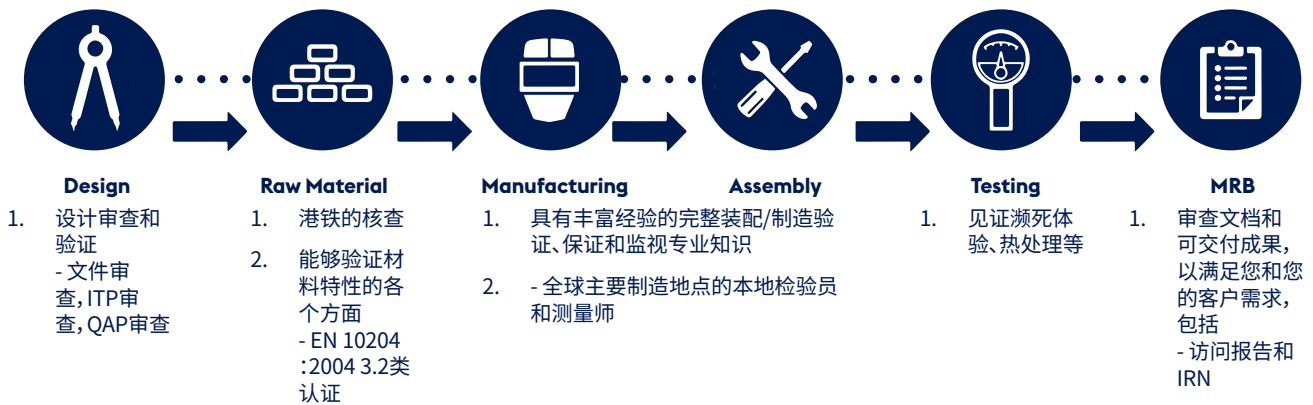 Design
1. 设计审查和
验证
- 文件审
查，ITP审
查，QAP审查
Raw Material
1. 港铁的核查
2. 能够验证材
料特性的各
个方面
- EN 10204
:2004 3.2类
认证
Manufacturing Assembly
1. 具有丰富经验的完整装配/制造验
证、保证和监视专业知识
2. - 全球主要制造地点的本地检验员
和测量师
Testing
1. 见证濒死体
验、热处理等
MRB
1. 审查文档和
可交付成果，
以满足您和您
的客户需求，
包括
- 访问报告和
IRN